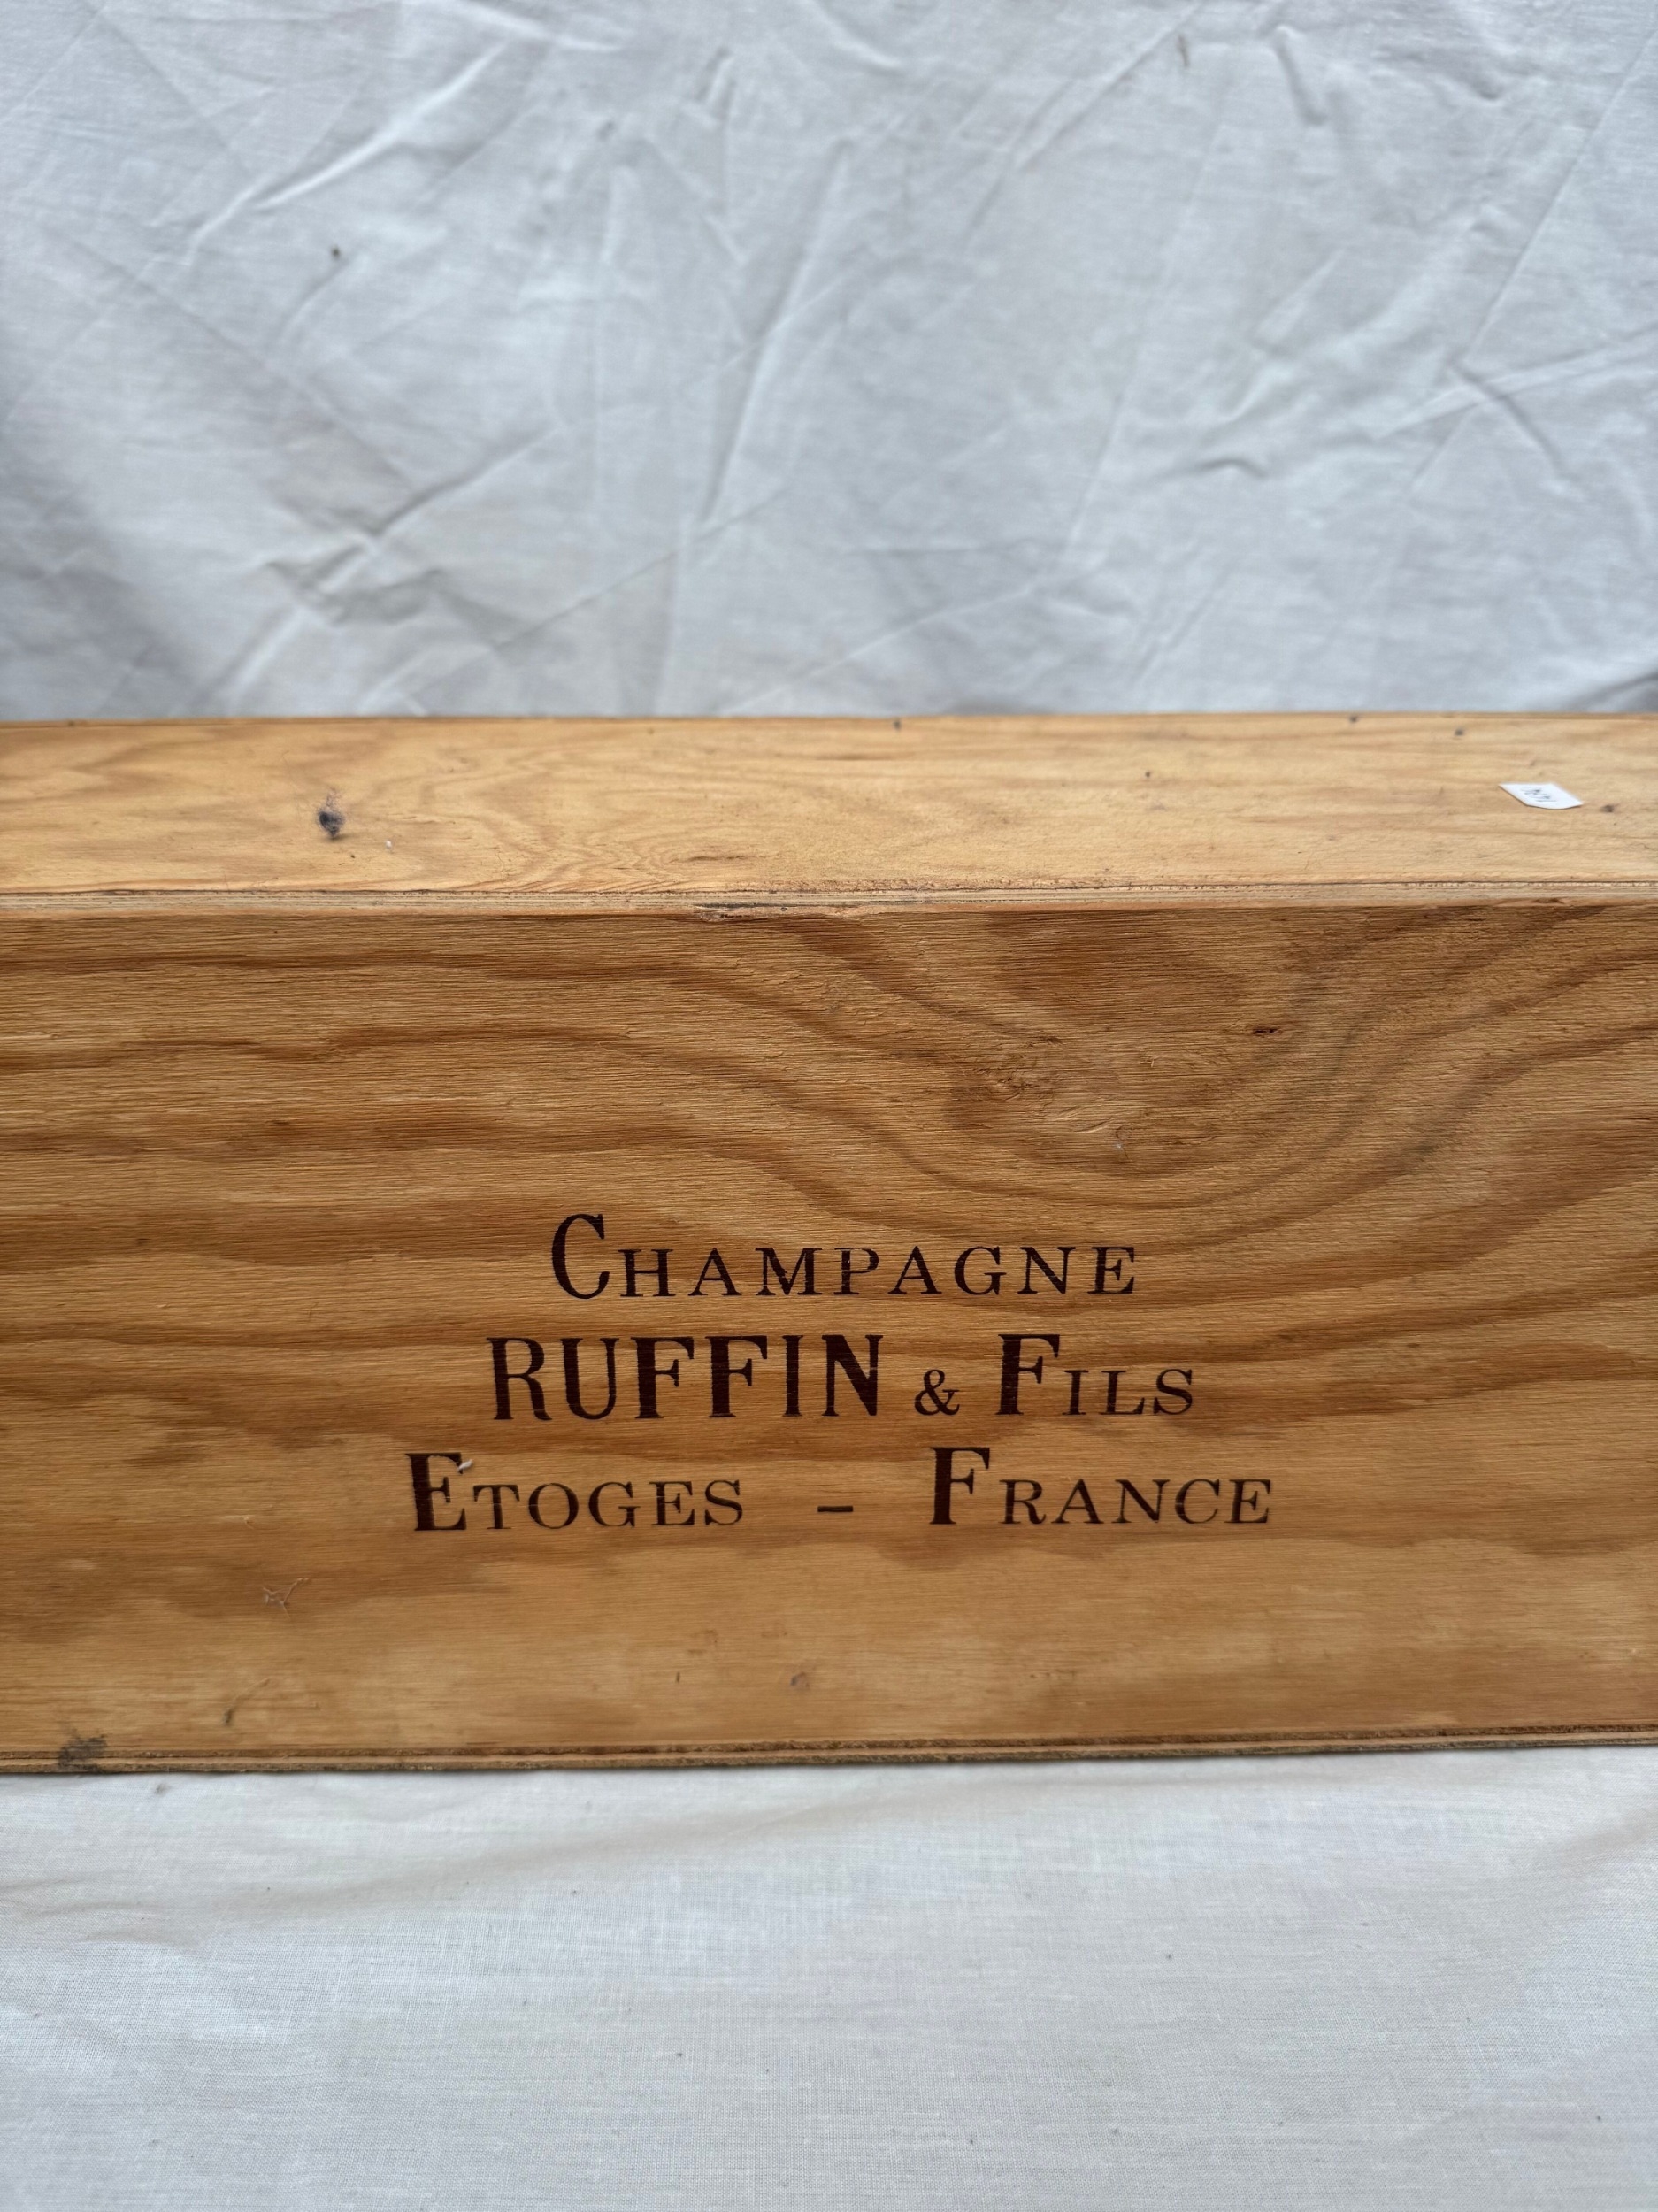 CHAMPAGNE
RUFFIN & FILS
ETOGES - FRANCE